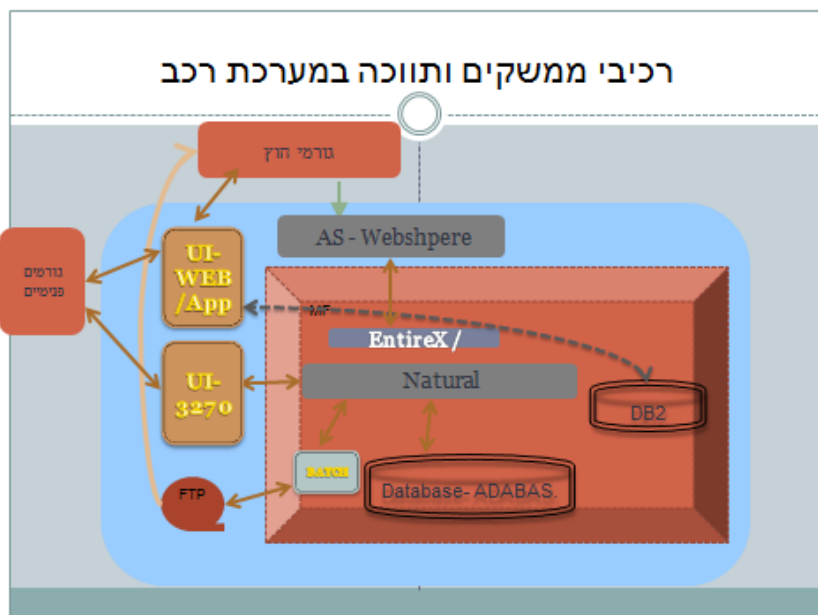 רכיבי ממשקים ותווכה במערכת רכב
גורמי חוץ
AS - Webshpere
גורמים
פנימיים
UI-
WEB
/App
MF
EntireX /
UI-
3270
Natural
DB2
BATCH
FTP
Database- ADABAS.